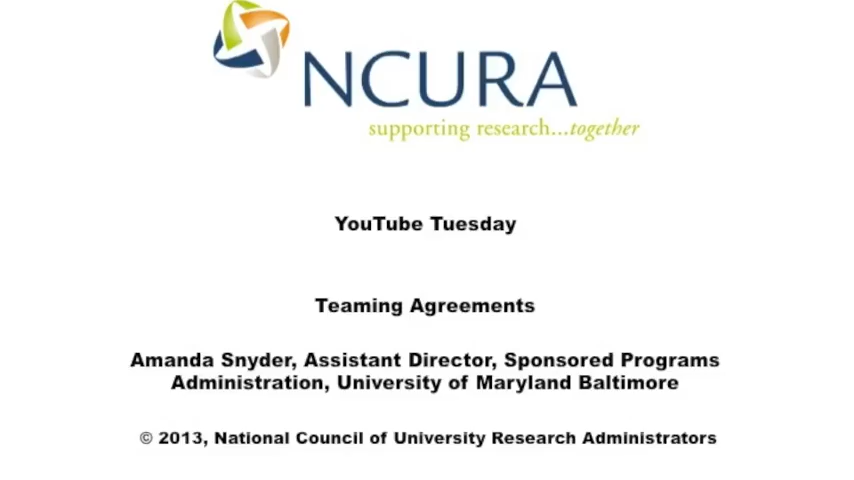 NCURA
supporting research...together
YouTube Tuesday
Teaming Agreements
Amanda Snyder, Assistant Director, Sponsored Programs
Administration, University of Maryland Baltimore
© 2013, National Council of University Research Administrators